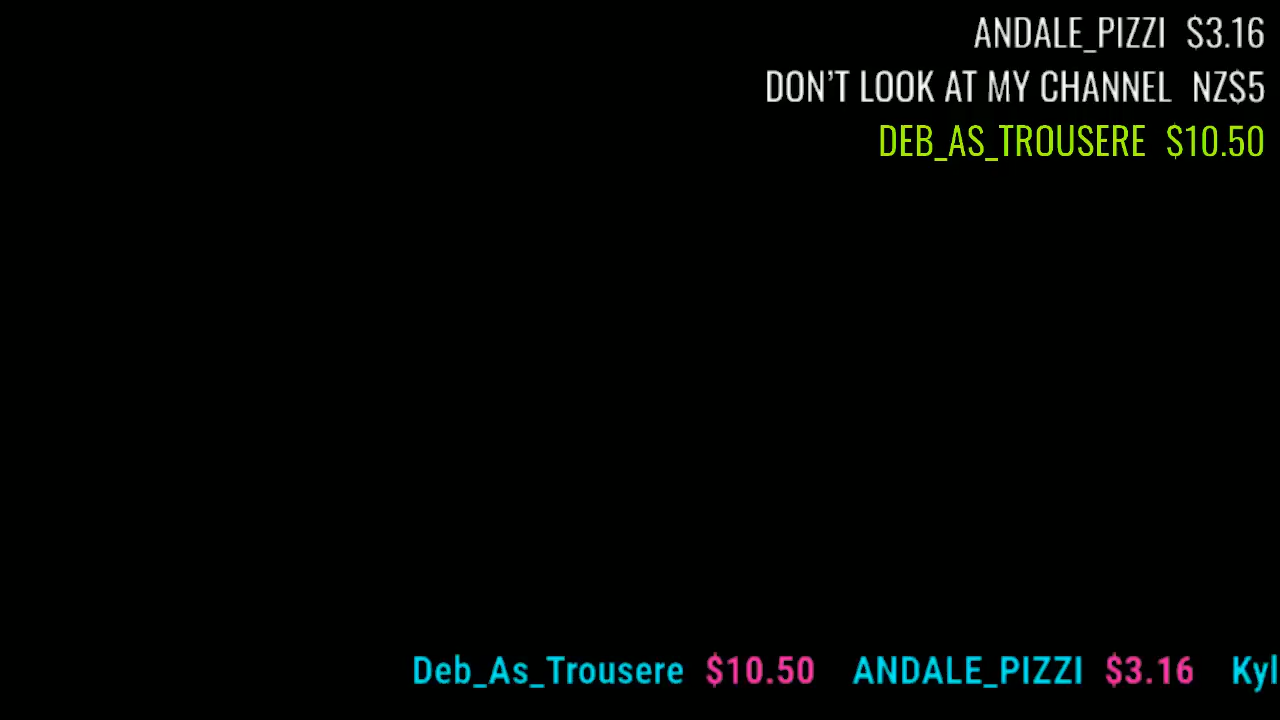 ANDALE_PIZZI $3.16
DON’T LOOK AT MY CHANNEL NZ$5
DEB_AS_TROUSERE $10.50
Deb_As_Trousere $10.50 ANDALE_PIZZI $3.16 Kyl